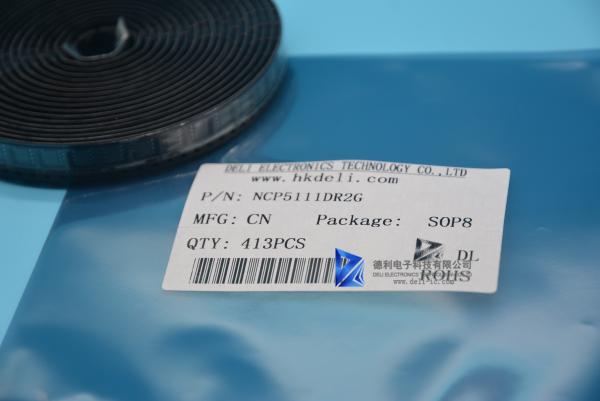 DELI ELECTRONICS TECHNOLOGY CO.,LTD
www.hkdeli.com
P/N: NCP5111DR2G
MFG: CN Package: SOP8
QTY: 413PCS
DL
德利电子科技有限公司
DELI ELECTRONICS TECHNOLOGY
ROHS
www.deli-ic.com